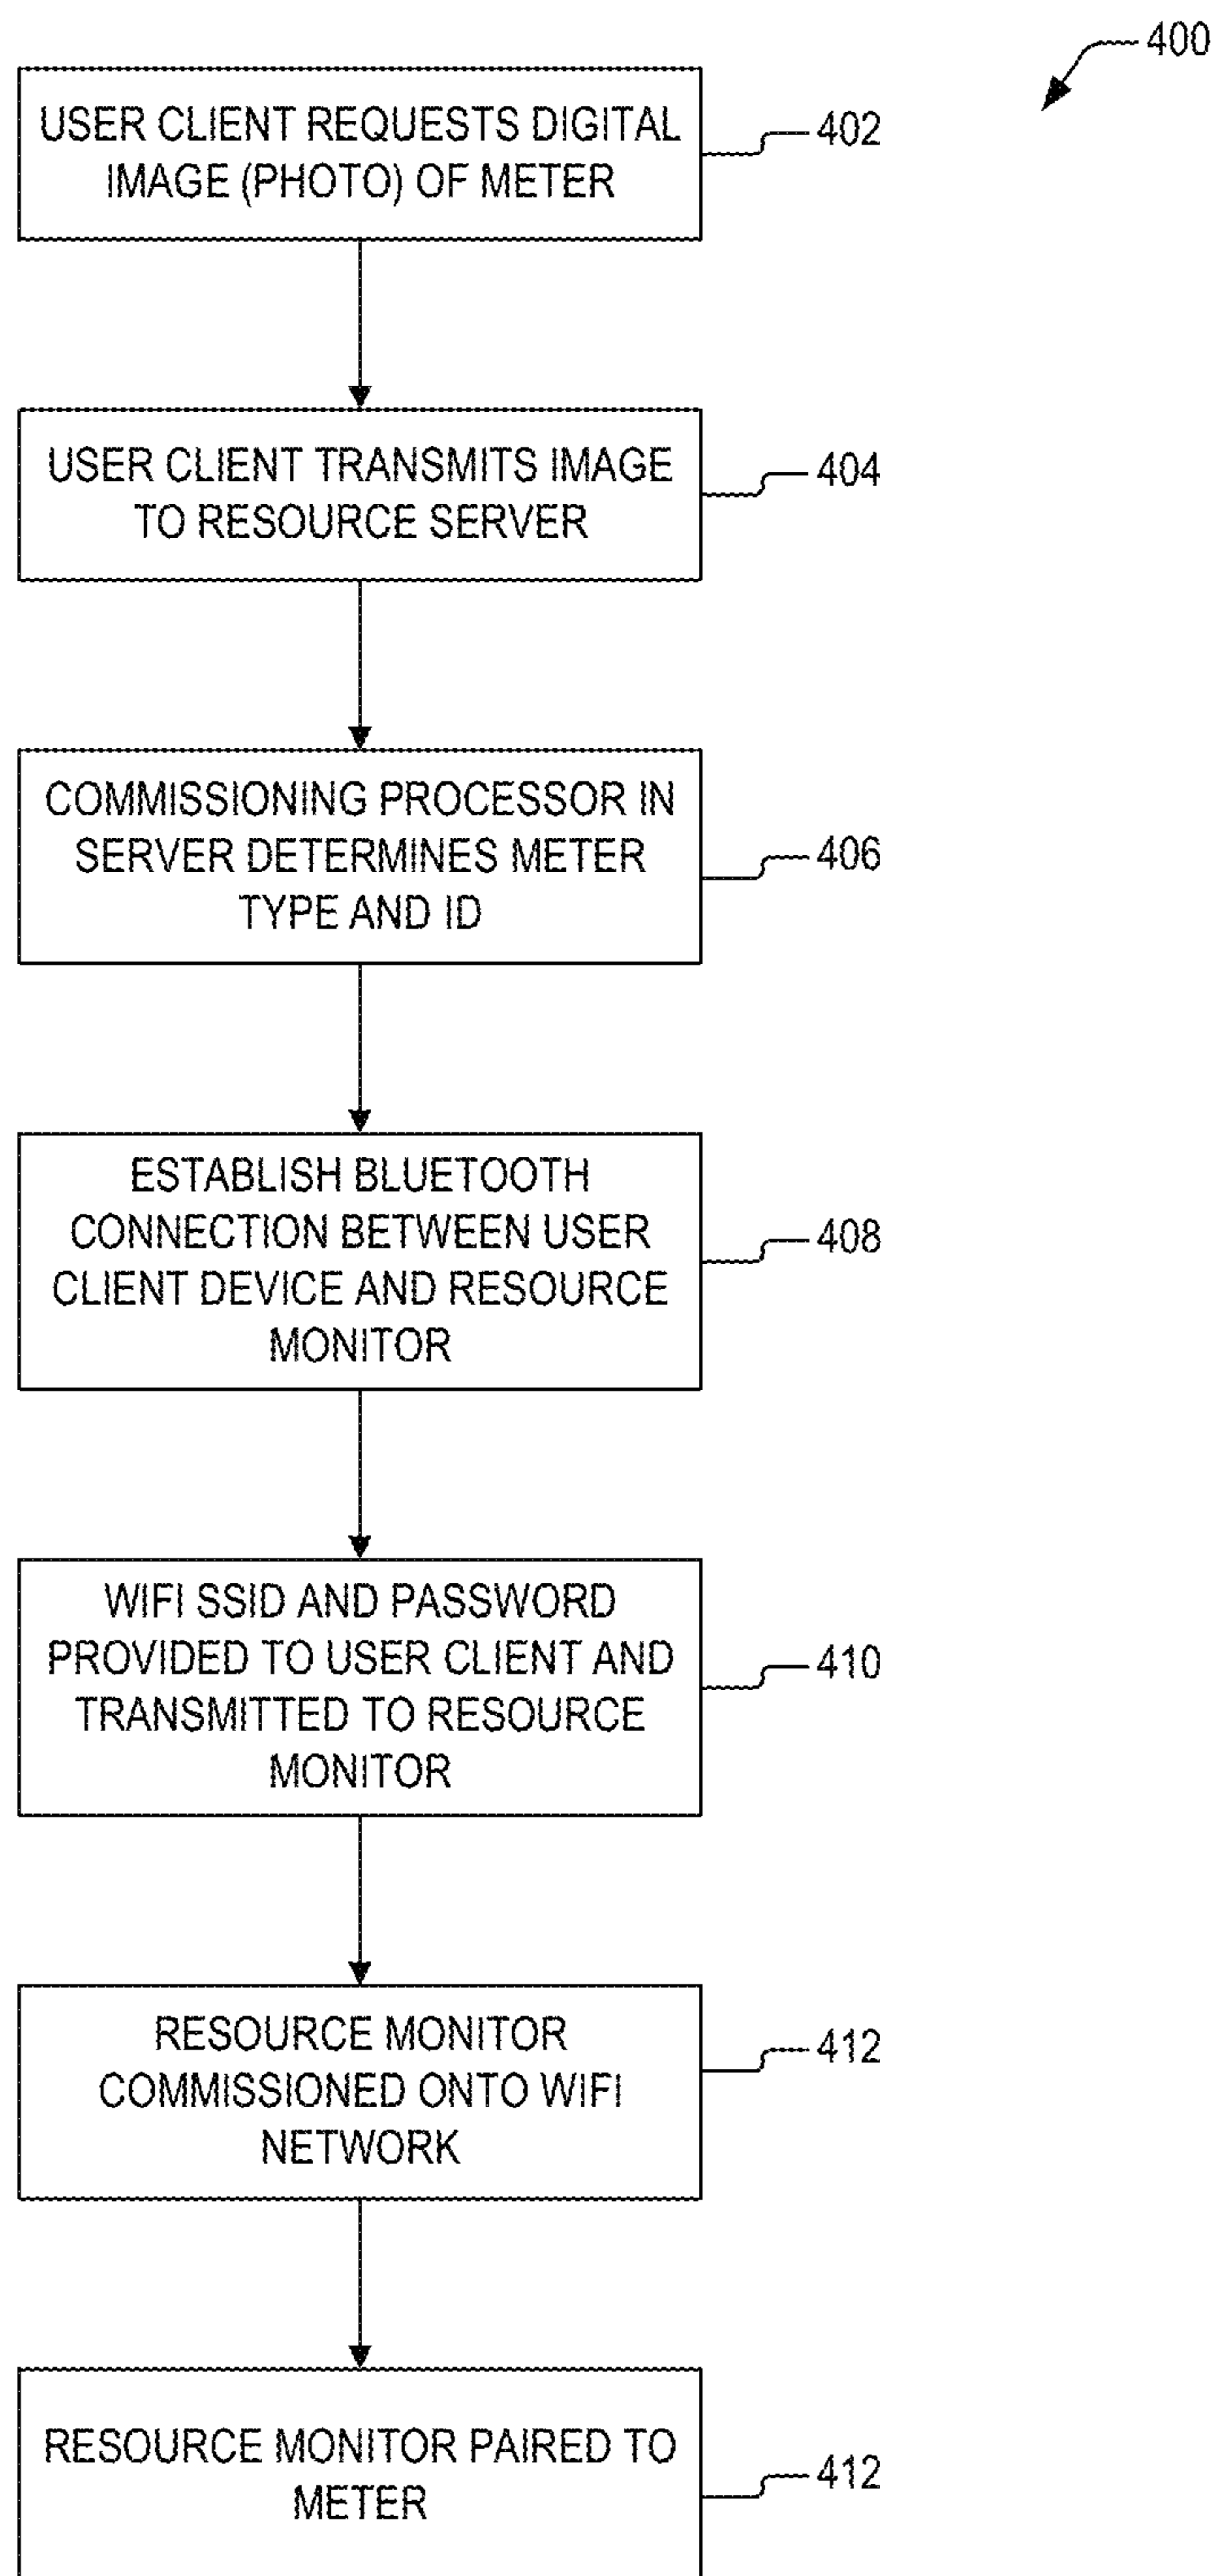 400
USER CLIENT REQUESTS DIGITAL
IMAGE (PHOTO) OF METER
402
USER CLIENT TRANSMITS IMAGE
TO RESOURCE SERVER
404
COMMISSIONING PROCESSOR IN
SERVER DETERMINES METER
TYPE AND ID
406
ESTABLISH BLUETOOTH
CONNECTION BETWEEN USER
CLIENT DEVICE AND RESOURCE
MONITOR
408
WIFI SSID AND PASSWORD
PROVIDED TO USER CLIENT AND
TRANSMITTED TO RESOURCE
MONITOR
410
RESOURCE MONITOR
COMMISSIONED ONTO WIFI
NETWORK
412
RESOURCE MONITOR PAIRED TO
METER
412